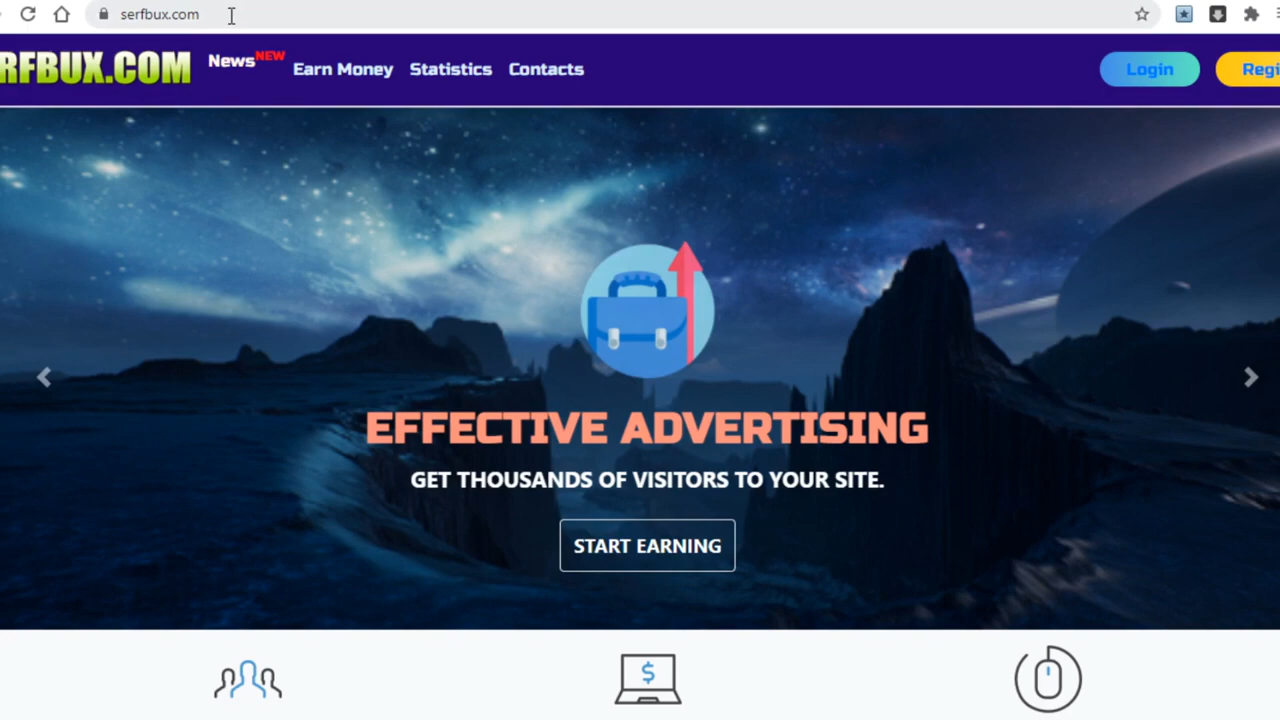 serfbux.com
RFBUX.COM
News NEW
Earn Money
Statistics
Contacts
Login
Regi
EFFECTIVE ADVERTISING
GET THOUSANDS OF VISITORS TO YOUR SITE.
START EARNING
$